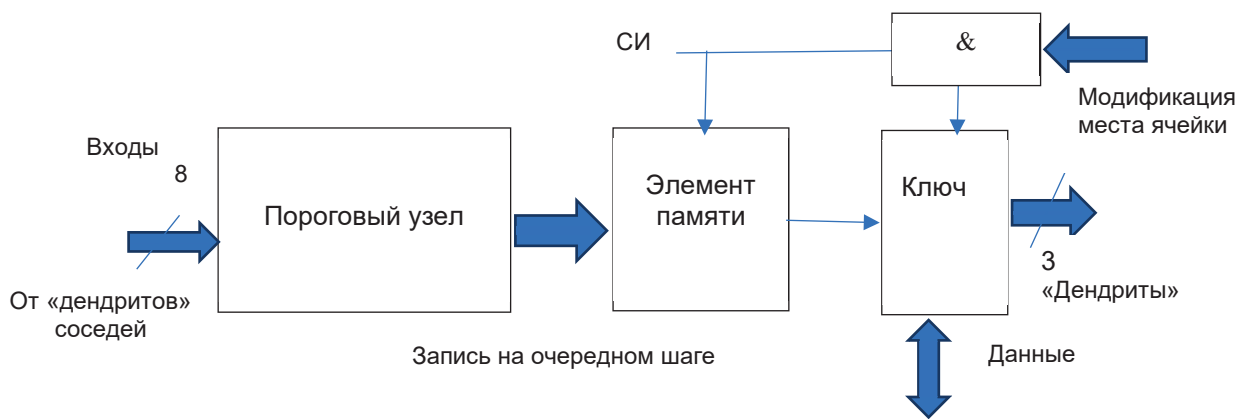 СИ
&
Модификация
места ячейки
Входы
8
Пороговый узел
Элемент
памяти
Ключ
От «дендритов»
соседей
3
«Дендриты»
Запись на очередном шаге
Данные